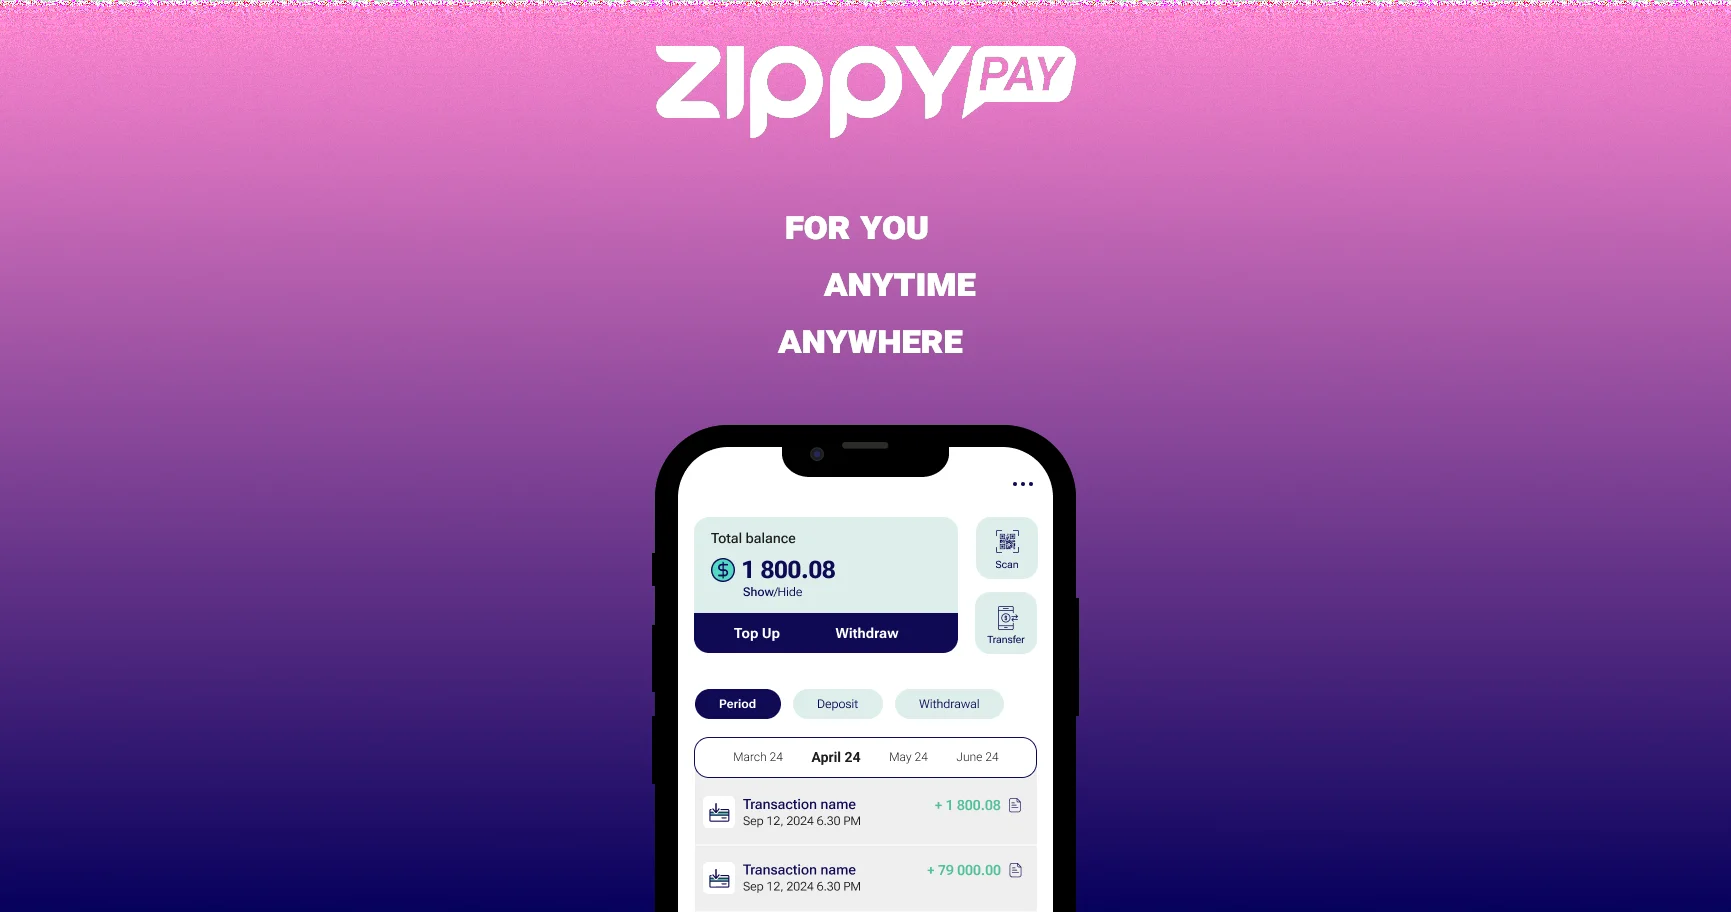 ZIPPY PAY
FOR YOU
ANYTIME
ANYWHERE
Total balance
$ 1 800.08
Show/Hide
Top Up Withdraw
Scan
Transfer
Period Deposit Withdrawal
March 24 April 24 May 24 June 24
Transaction name + 1 800.08
Sep 12, 2024 6.30 PM
Transaction name + 79 000.00
Sep 12, 2024 6.30 PM